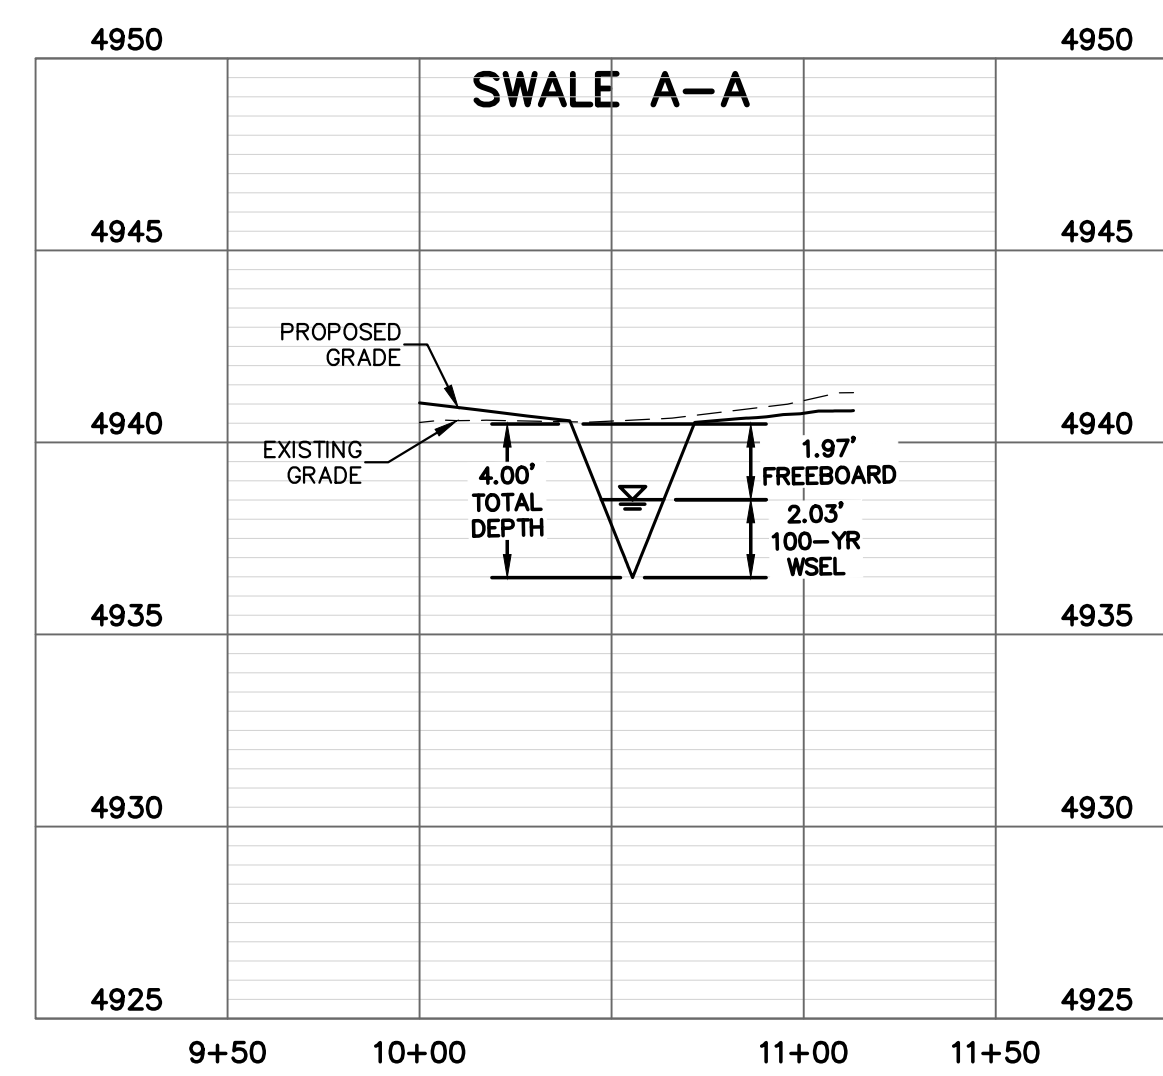 4950
4950
SWALE A-A
4945
4945
PROPOSED
GRADE
4940
4940
EXISTING
GRADE
4.00'
TOTAL
DEPTH
1.97'
FREEBOARD
2.03'
100-YR
WSEL
4935
4935
4930
4930
4925
4925
9+50
10+00
11+00
11+50